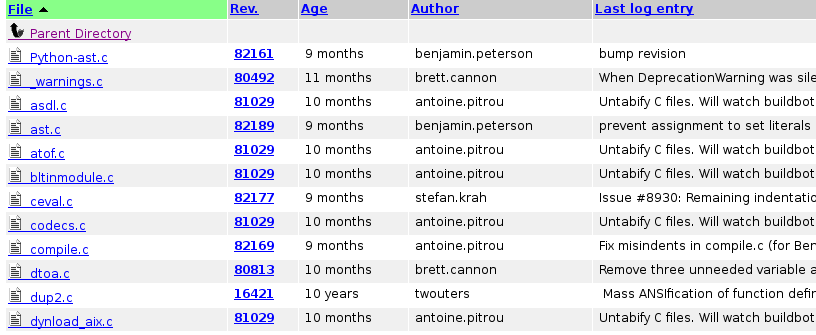 File Rev. Age Author Last log entry
Parent Directory
Python-ast.c 82161 9 months benjamin.peterson bump revision
_warnings.c 80492 11 months brett.cannon When DeprecationWarning was sile
asdl.c 81029 10 months antoine.pitrou Untabify C files. Will watch buildbot
ast.c 82189 9 months benjamin.peterson prevent assignment to set literals
atof.c 81029 10 months antoine.pitrou Untabify C files. Will watch buildbot
bltinmodule.c 81029 10 months antoine.pitrou Untabify C files. Will watch buildbot
ceval.c 82177 9 months stefan.krah Issue #8930: Remaining indentatio
codecs.c 81029 10 months antoine.pitrou Untabify C files. Will watch buildbot
compile.c 82169 9 months antoine.pitrou Fix misindents in compile.c (for Ben
dtoa.c 80813 10 months brett.cannon Remove three unneeded variable a
dup2.c 16421 10 years twouters Mass ANSIfication of function defin
dynload_aix.c 81029 10 months antoine.pitrou Untabify C files. Will watch buildbot